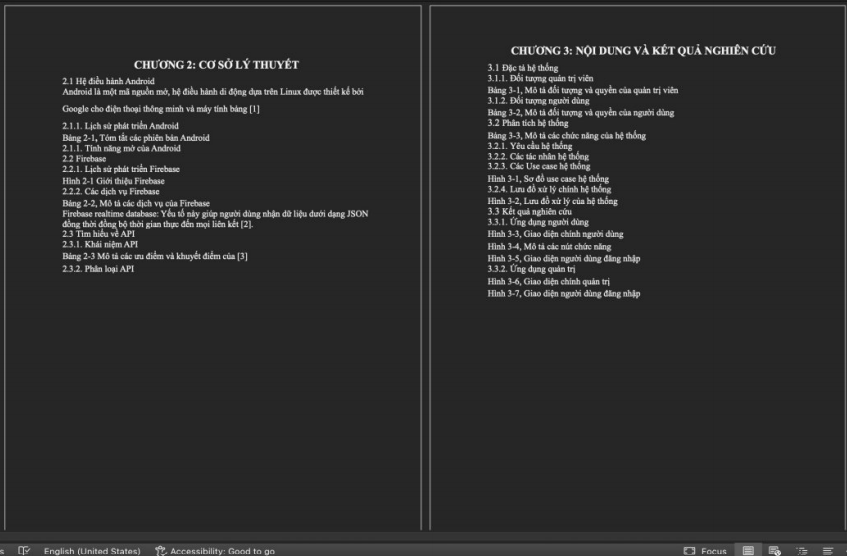 CHƯƠNG 2: CƠ SỞ LÝ THUYẾT
2.1 Hệ điều hành Android
Android là một mã nguồn mở, hệ điều hành di động dựa trên Linux được thiết kế bởi
Google cho điện thoại thông minh và máy tính bảng [1]
2.1.1. Lịch sử phát triển Android
Bảng 2-1, Tóm tắt các phiên bản Android
2.1.1. Tính năng mở của Android
2.2 Firebase
2.2.1. Lịch sử phát triển Firebase
Hình 2-1 Giới thiệu Firebase
2.2.2. Các dịch vụ Firebase
Bảng 2-2, Mô tả các dịch vụ của Firebase
Firebase realtime database: Yếu tố này giúp người dùng nhận dữ liệu dưới dạng JSON
đồng thời đồng bộ thời gian thực đến mọi liên kết [2].
2.3 Tìm hiểu về API
2.3.1. Khái niệm API
Bảng 2-3 Mô tả các ưu điểm và khuyết điểm của [3]
2.3.2. Phân loại API
CHƯƠNG 3: NỘI DUNG VÀ KẾT QUẢ NGHIÊN CỨU
3.1 Đặc tả hệ thống
3.1.1. Đối tượng quản trị viên
Bảng 3-1, Mô tả đối tượng và quyền của quản trị viên
3.1.2. Đối tượng người dùng
Bảng 3-2, Mô tả đối tượng và quyền của người dùng
3.2 Phân tích hệ thống
Bảng 3-3, Mô tả các chức năng của hệ thống
3.2.1. Yêu cầu hệ thống
3.2.2. Các tác nhân hệ thống
3.2.3. Các Use case hệ thống
Hình 3-1, Sơ đồ use case hệ thống
3.2.4. Lưu đồ xử lý chính hệ thống
Hình 3-2, Lưu đồ xử lý của hệ thống
3.3 Kết quả nghiên cứu
3.3.1. Ứng dụng người dùng
Hình 3-3, Giao diện chính người dùng
Hình 3-4, Mô tả các nút chức năng
Hình 3-5, Giao diện người dùng đăng nhập
3.3.2. Ứng dụng quản trị
Hình 3-6, Giao diện chính quản trị
Hình 3-7, Giao diện người dùng đăng nhập
s English (United States) Accessibility: Good to go Focus